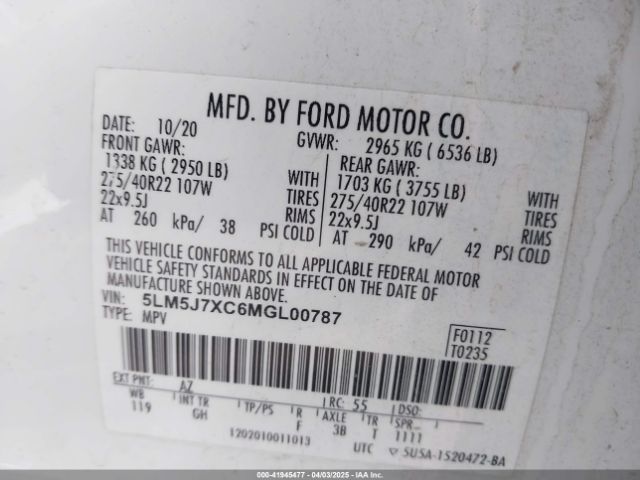 MFD. BY FORD MOTOR CO.
DATE: 10/20 GVWR: 2965 KG ( 6536 LB)
FRONT GAWR: REAR GAWR:
1338 KG ( 2950 LB) WITH 1703 KG ( 3755 LB) WITH
275/40R22 107W TIRES 275/40R22 107W TIRES
22x9.5J RIMS 22x9.5J RIMS
AT 260 kPa/ 38 PSI COLD AT 290 kPa/ 42 PSI COLD
THIS VEHICLE CONFORMS TO ALL APPLICABLE FEDERAL MOTOR
VEHICLE SAFETY STANDARDS IN EFFECT ON THE DATE OF
MANUFACTURE SHOWN ABOVE.
VIN: 5LM5J7XC6MGL00787
TYPE: MPV
F0112
T0235
EXT PNT: AZ RC: 55 DSO:
WB INT TR TP/PS R AXLE TR SPR
119 GH F 3B T 1111
1202010011013 UTC ▽ 5USA-1520472-BA
000-41945477 - 04/03/2025 - IAAI.COM